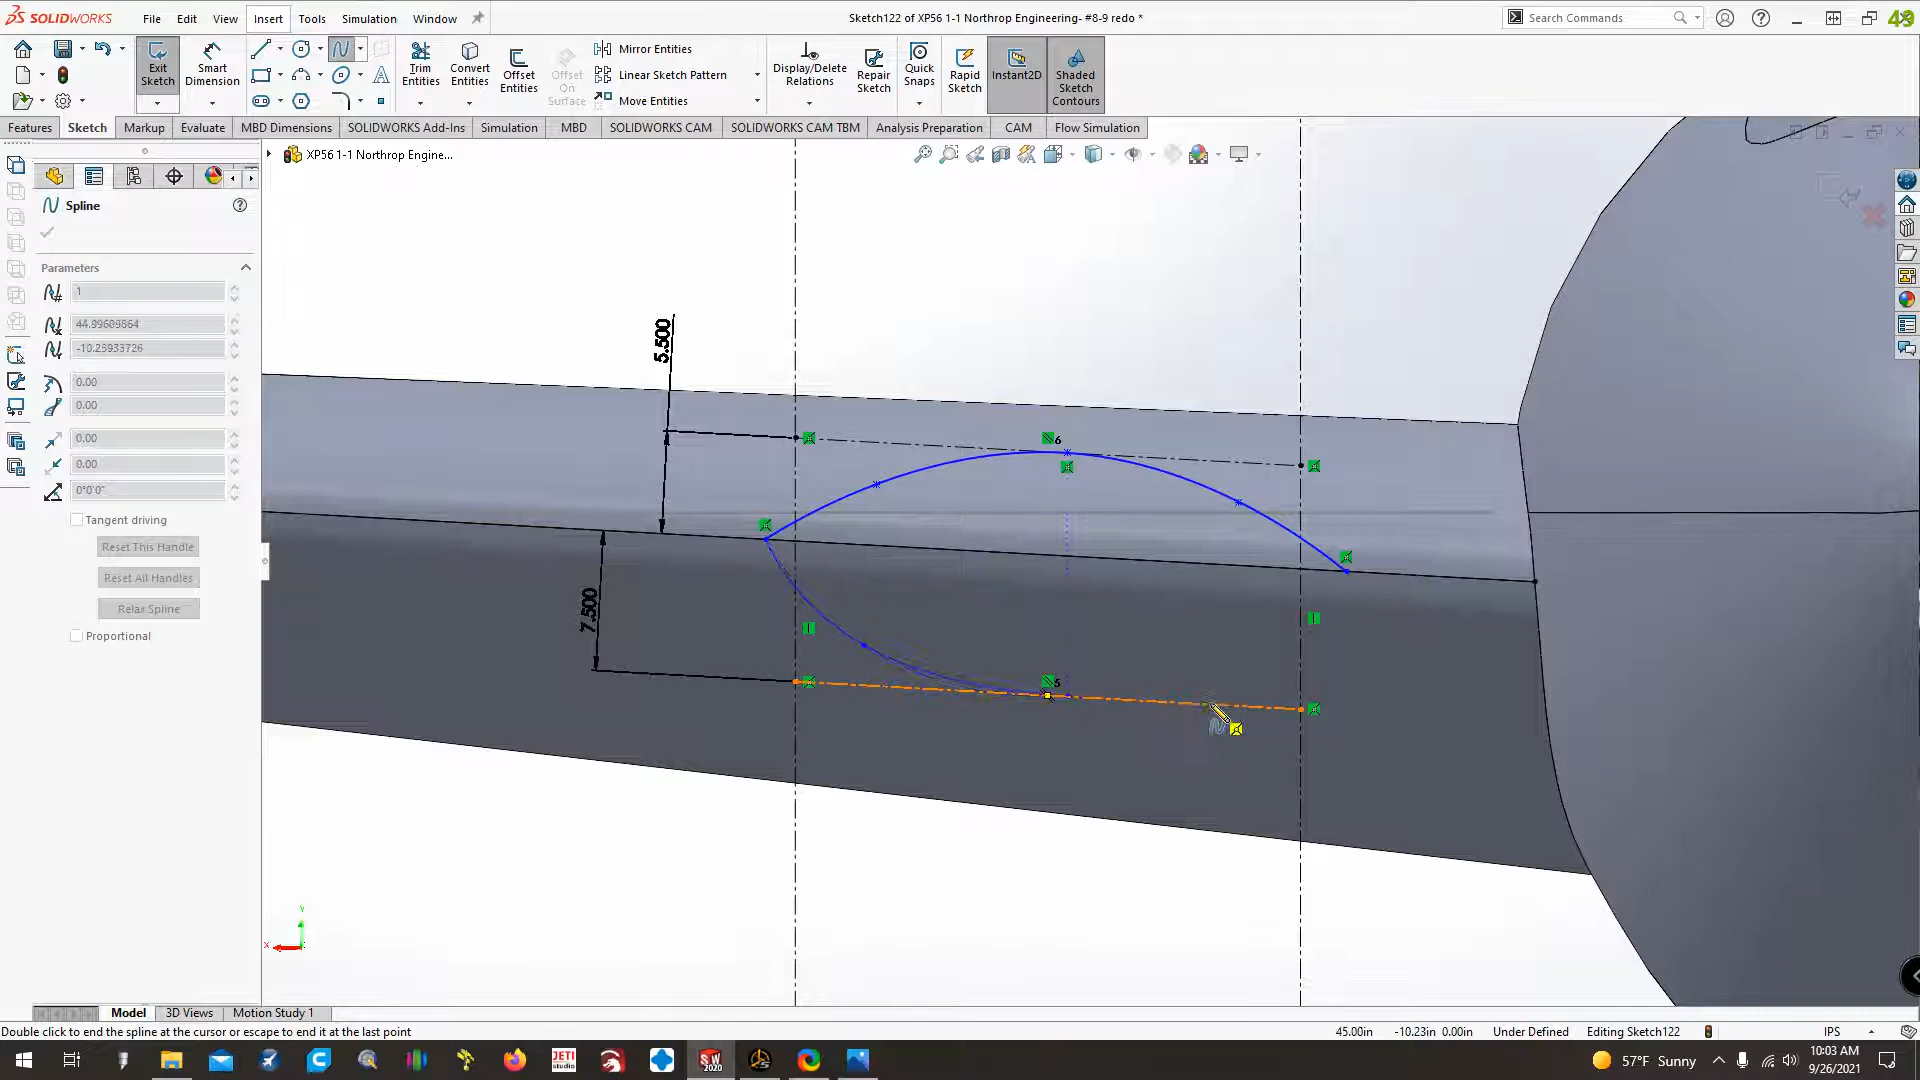 SOLIDWORKS File Edit View Insert Tools Simulation Window Sketch122 of XP56 1-1 Northrop Engineering- #8-9 redo * Search Commands
Exit Sketch
Smart Dimension
Trim Entities
Convert Entities
Offset Entities
Offset On Surface
Mirror Entities
Linear Sketch Pattern
Move Entities
Display/Delete Relations
Repair Sketch
Quick Snaps
Rapid Sketch
Instant2D
Shaded Sketch Contours
Features Sketch Markup Evaluate MBD Dimensions SOLIDWORKS Add-Ins Simulation MBD SOLIDWORKS CAM SOLIDWORKS CAM TBM Analysis Preparation CAM Flow Simulation
XP56 1-1 Northrop Engine...
Spline
Parameters
1
44.99609864
-10.23933726
0.00
0.00
0.00
0.00
0°0'0"
Tangent driving
Reset This Handle
Reset All Handles
Relax Spline
Proportional
5.500
6
7.500
5
Y
X
Model 3D Views Motion Study 1
Double click to end the spline at the cursor or escape to end it at the last point 45.00in -10.23in 0.00in Under Defined Editing Sketch122 IPS
JETI studio
SW 2020
57°F Sunny
10:03 AM
9/26/2021